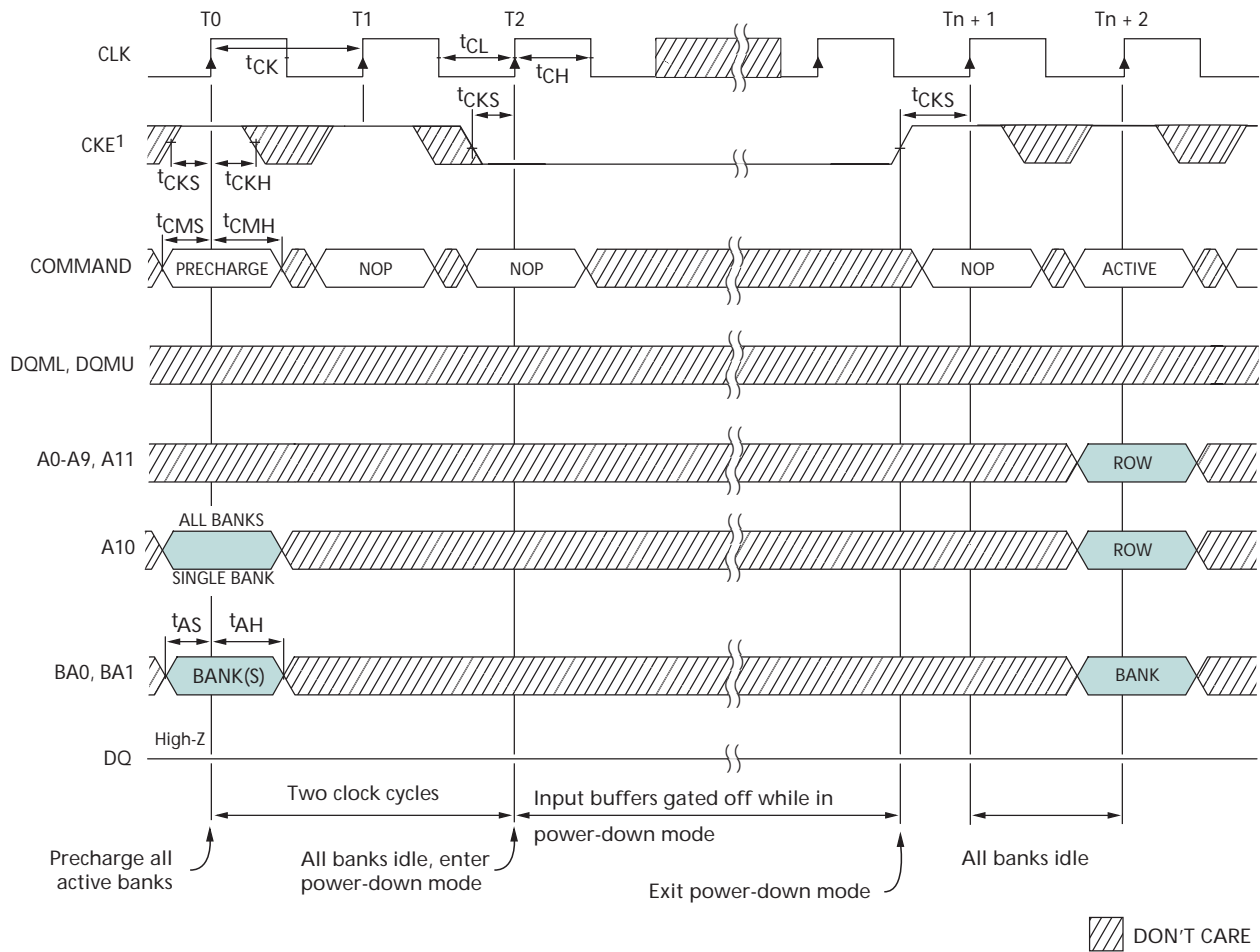 T0 T1 T2 Tn + 1 Tn + 2
CLK
tCK
tCL
tCH
tCKS
tCKS
CKE1
tCKS
tCKH
tCMS
tCMH
COMMAND
PRECHARGE
NOP
NOP
NOP
ACTIVE
DQML, DQMU
A0-A9, A11
ROW
ALL BANKS
A10
ROW
SINGLE BANK
tAS
tAH
BA0, BA1
BANK(S)
BANK
High-Z
DQ
Two clock cycles
Input buffers gated off while in
power-down mode
Precharge all
active banks
All banks idle, enter
power-down mode
Exit power-down mode
All banks idle
DON'T CARE